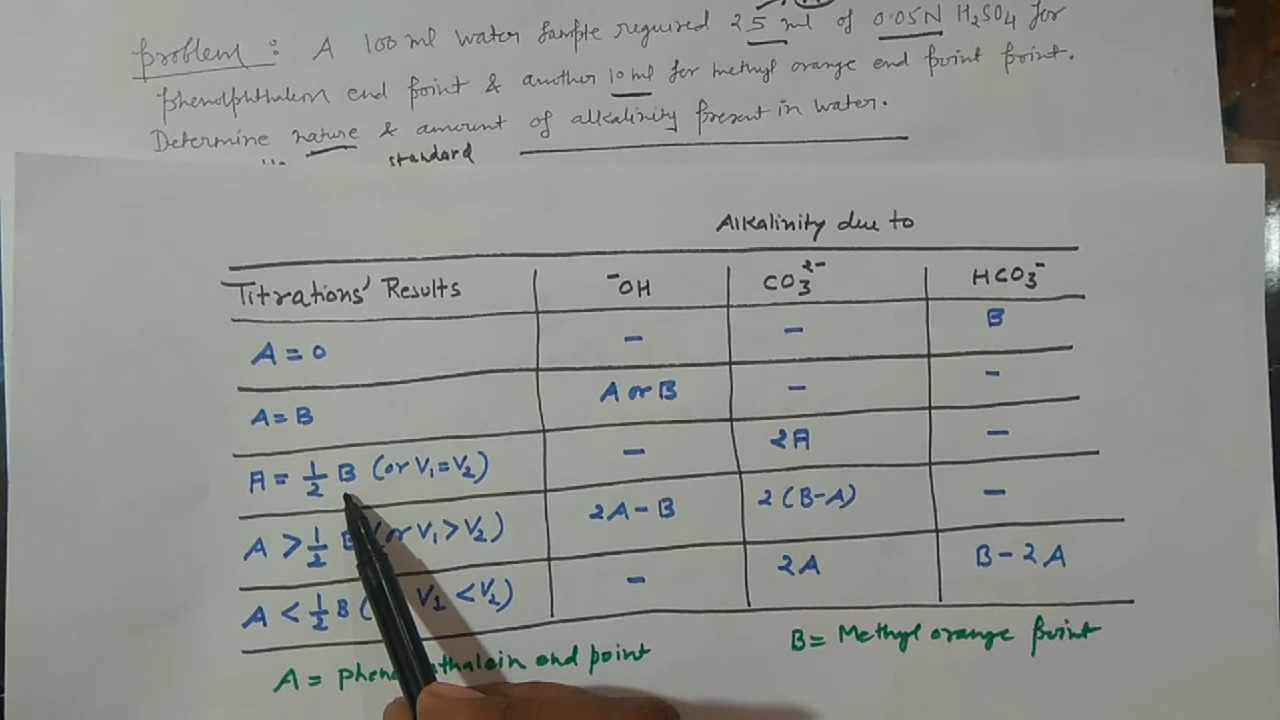 problem : A 100 ml water sample required 25 ml of 0.05N H₂SO₄ for
phenolphthalein end point & another 10 ml for methyl orange end point point.
Determine nature & amount of alkalinity present in water.
standard
Alkalinity due to
Titrations' Results ⁻OH CO₃²⁻ HCO₃⁻
A = 0 - - B
A = B A or B - -
A = 1/2 B (or V₁=V₂) - 2A -
A > 1/2 B (or V₁ > V₂) 2A - B 2(B-A) -
A < 1/2 B ( V₁ < V₂) - 2A B - 2A
A = phenolphthalein end point B = Methyl orange point